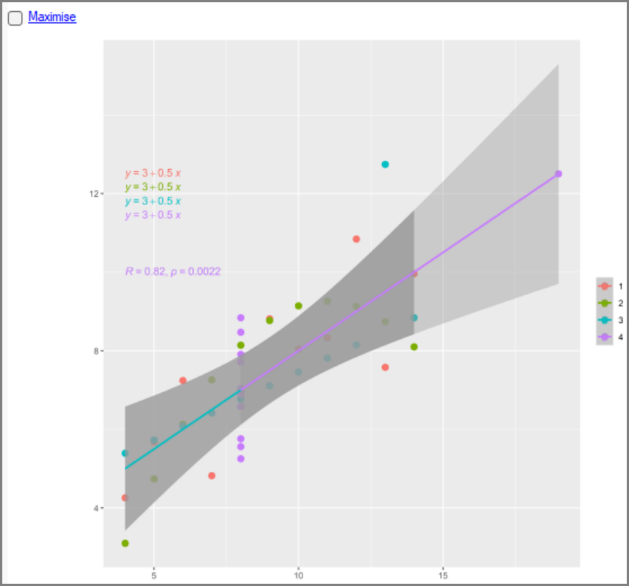 Maximise
y = 3 + 0.5 x
y = 3 + 0.5 x
y = 3 + 0.5 x
y = 3 + 0.5 x
12
R = 0.82, p = 0.0022
1
2
3
4
8
4
5
10
15